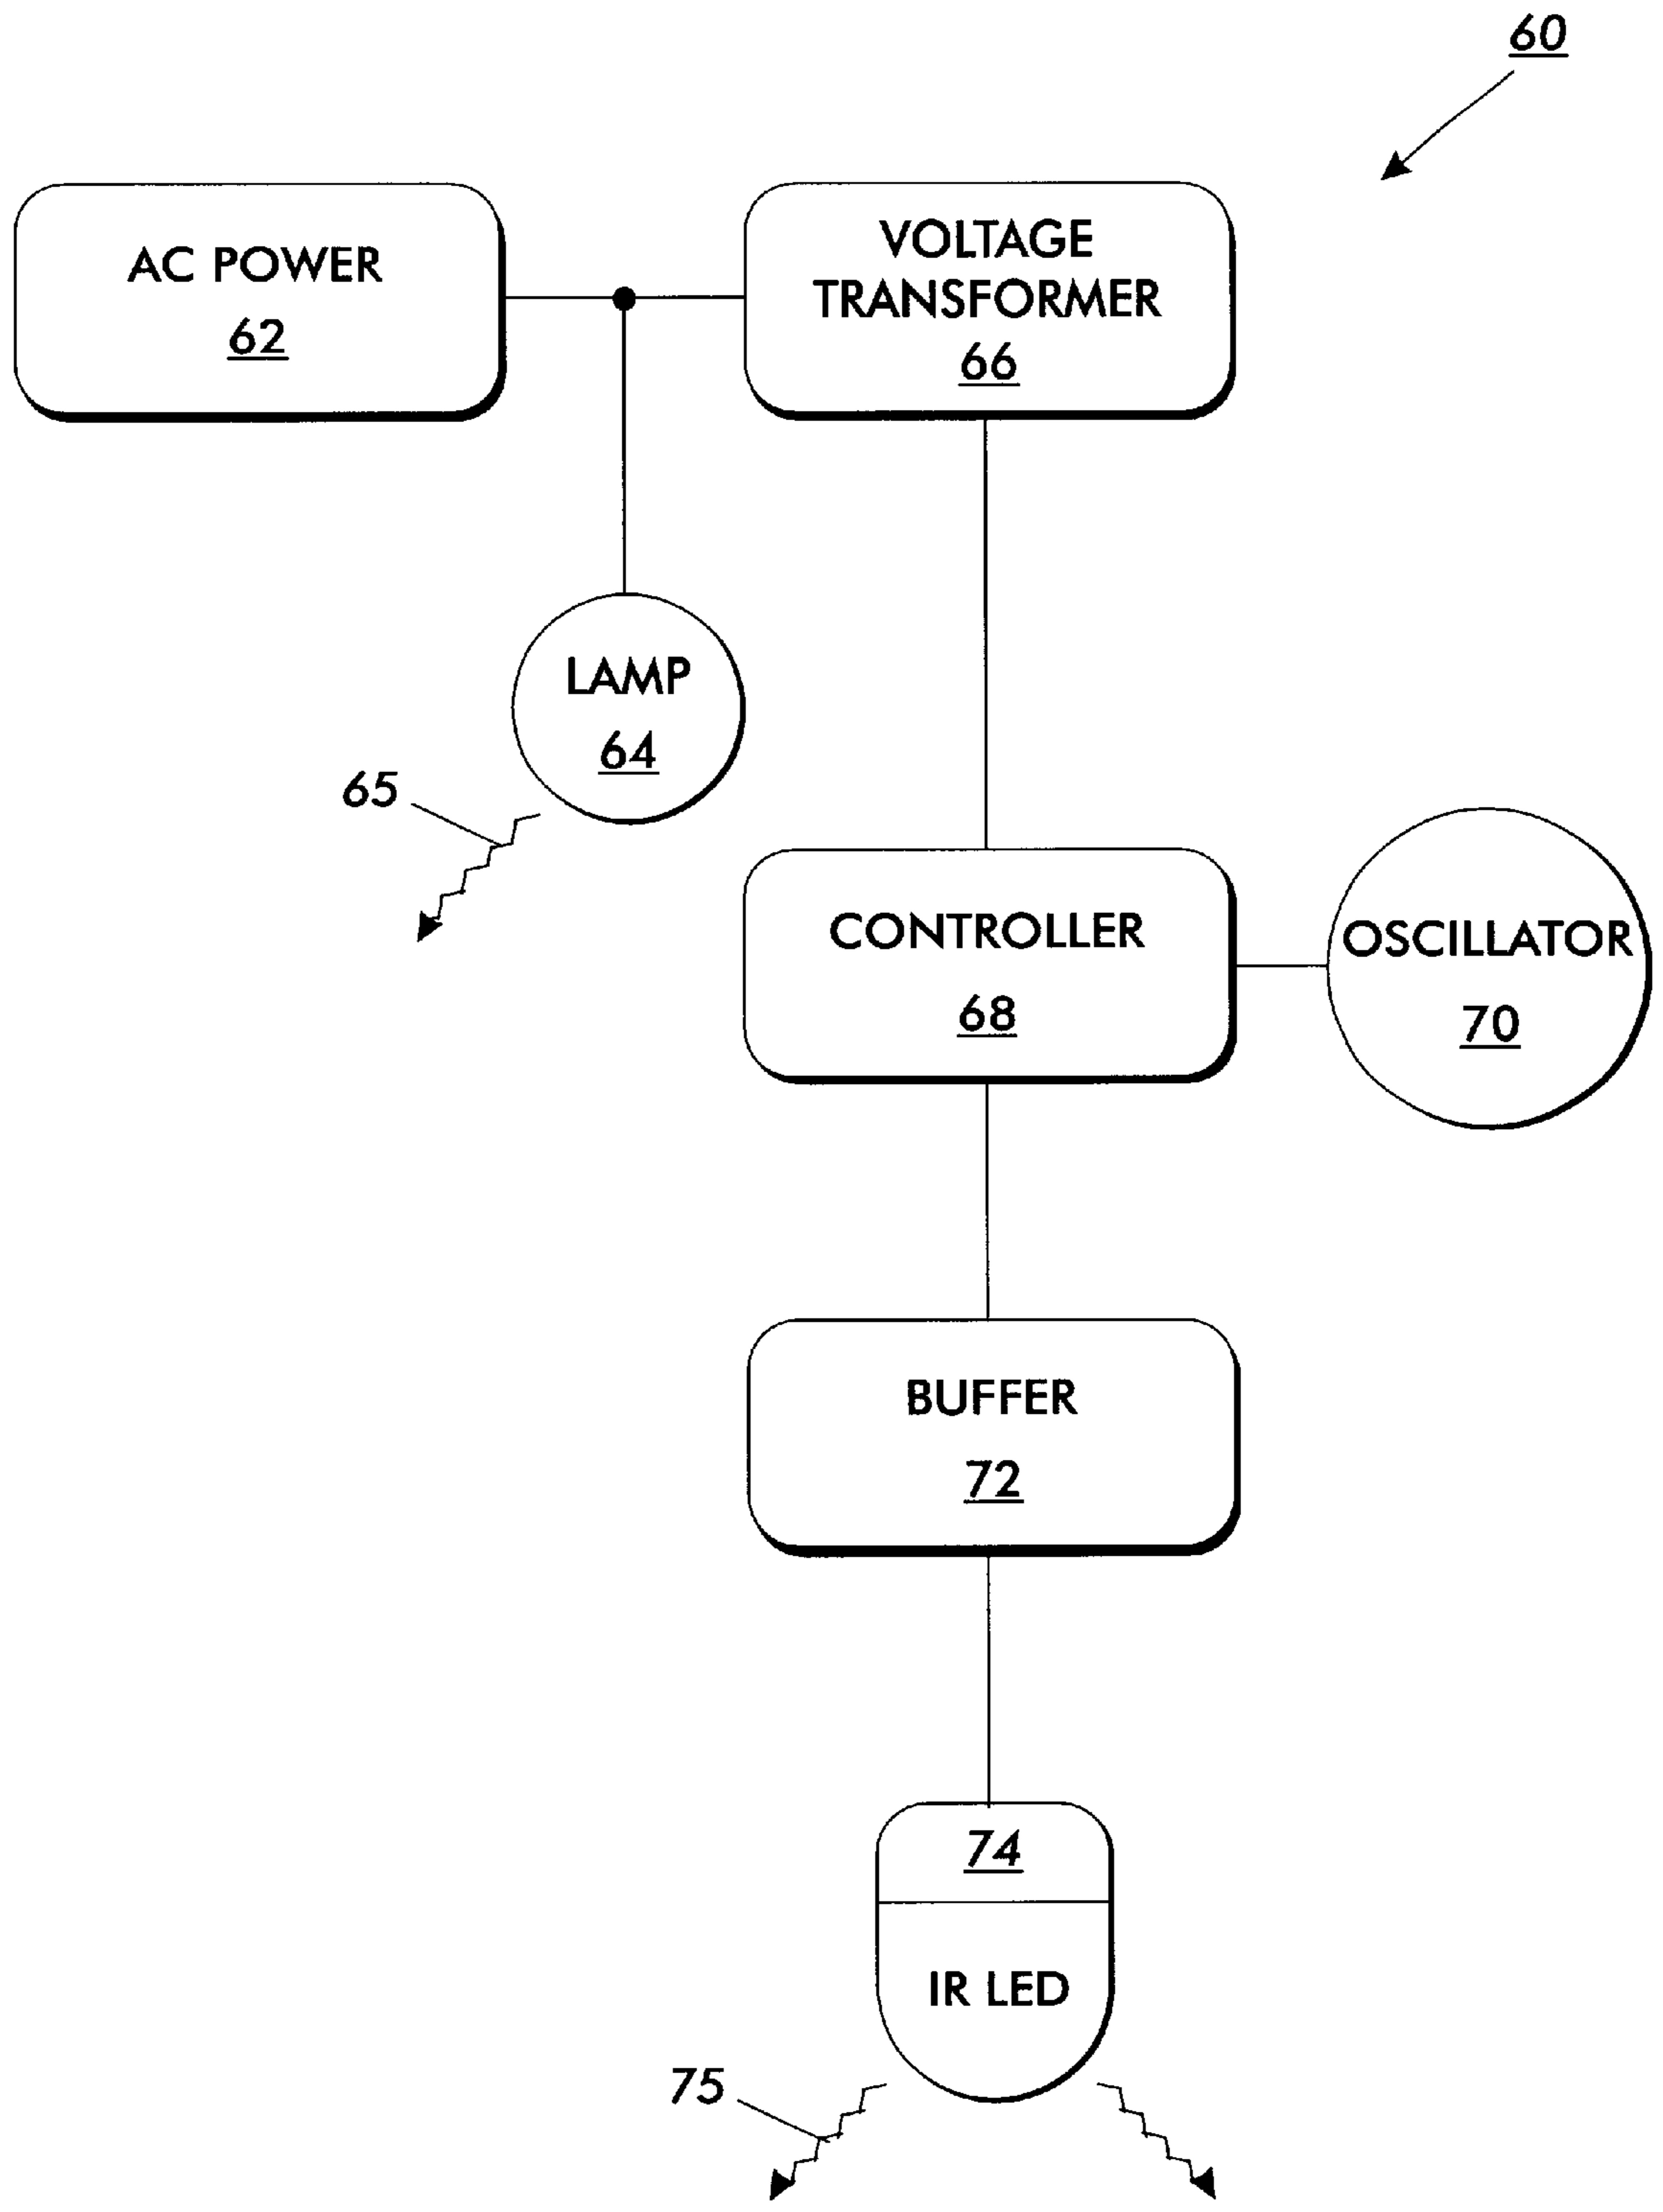 60
AC POWER
62
VOLTAGE
TRANSFORMER
66
LAMP
64
65
CONTROLLER
68
OSCILLATOR
70
BUFFER
72
74
IR LED
75